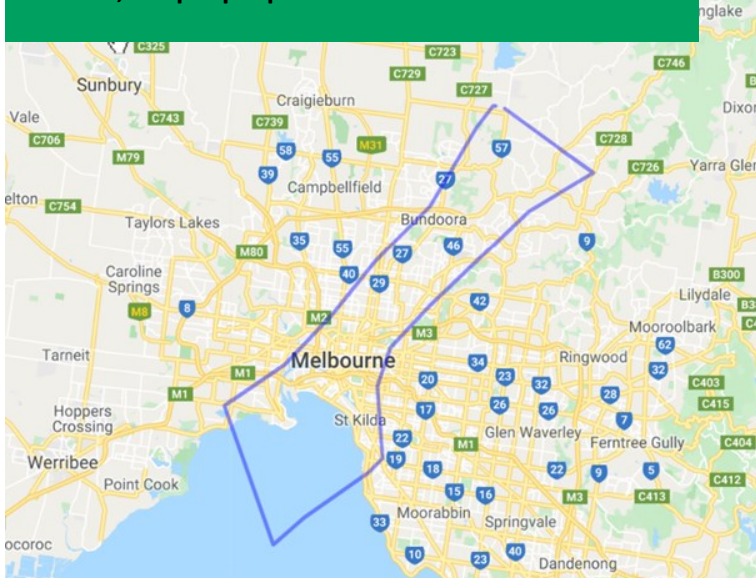 nglake
C325
C723
Sunbury
C729
C746
C727
Craigieburn
Dixon
Vale
C743
C739
C706
M31
C728
58
55
57
M79
C726
Yarra Glen
39
27
Campbellfield
elton
C754
Bundoora
Taylors Lakes
35
55
46
9
M80
27
40
Caroline
Springs
29
B300
42
Lilydale
M8
8
M2
Mooroolbark
M3
62
Tarneit
Melbourne
34
Ringwood
32
M1
20
23
32
C403
M1
28
C415
Hoppers
Crossing
St Kilda
17
26
26
7
Glen Waverley
Ferntree Gully
C404
22
M1
Werribee
19
18
22
9
5
C412
Point Cook
15
16
M3
C413
Moorabbin
33
Springvale
ocoroc
10
23
40
Dandenong